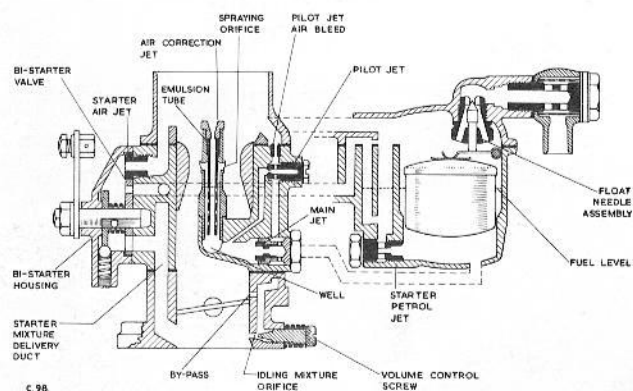 SPRAYING
ORIFICE
PILOT JET
AIR BLEED
AIR CORRECTION
JET
BI-STARTER
VALVE
EMULSION
TUBE
PILOT JET
STARTER
AIR JET
FLOAT
NEEDLE
ASSEMBLY
MAIN
JET
FUEL LEVEL
BI-STARTER
HOUSING
WELL
STARTER
PETROL
JET
STARTER
MIXTURE
DELIVERY
DUCT
BY-PASS
IDLING MIXTURE
ORIFICE
VOLUME CONTROL
SCREW
C.98.